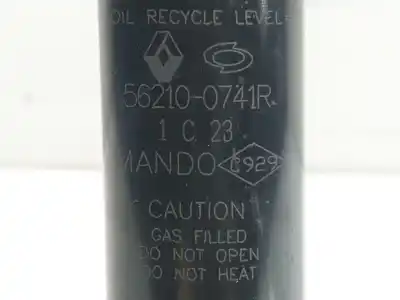 OIL RECYCLE LEVEL
56210-0741R
1 C 23
MANDO C929
CAUTION
GAS FILLED
DO NOT OPEN
DO NOT HEAT